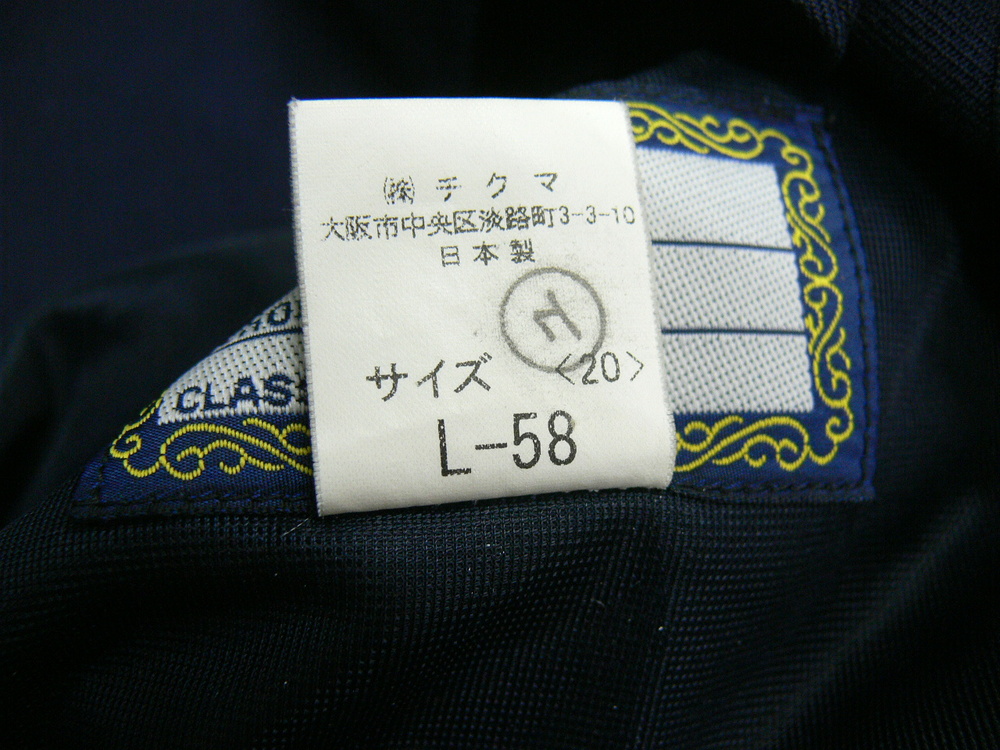 ㈱ チクマ
大阪市中央区淡路町3-3-10
日本製
サイズ <20>
L-58
CLASS